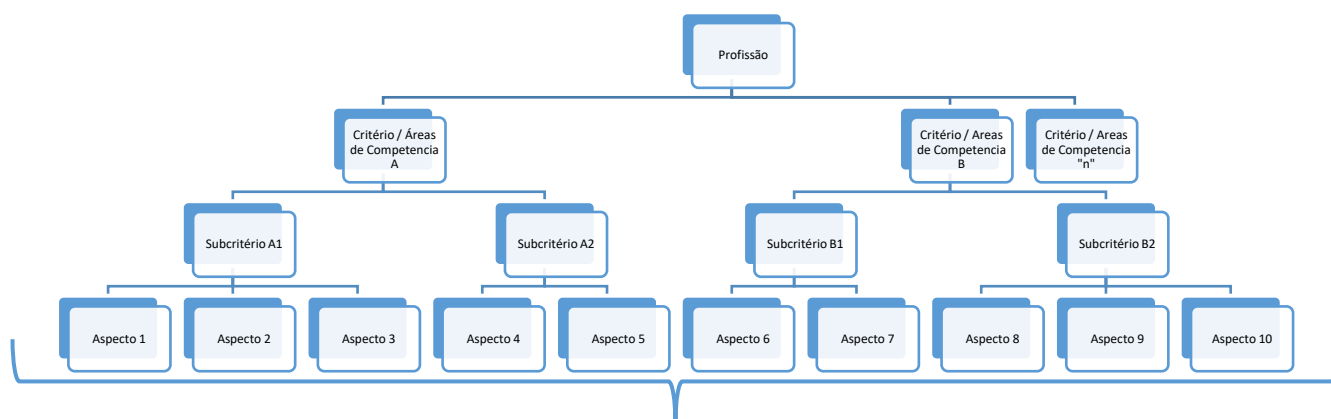 Profissão
Critério / Áreas
de Competencia
A
Critério / Areas
de Competencia
B
Critério / Areas
de Competencia
"n"
Subcritério A1
Subcritério A2
Subcritério B1
Subcritério B2
Aspecto 1
Aspecto 2
Aspecto 3
Aspecto 4
Aspecto 5
Aspecto 6
Aspecto 7
Aspecto 8
Aspecto 9
Aspecto 10